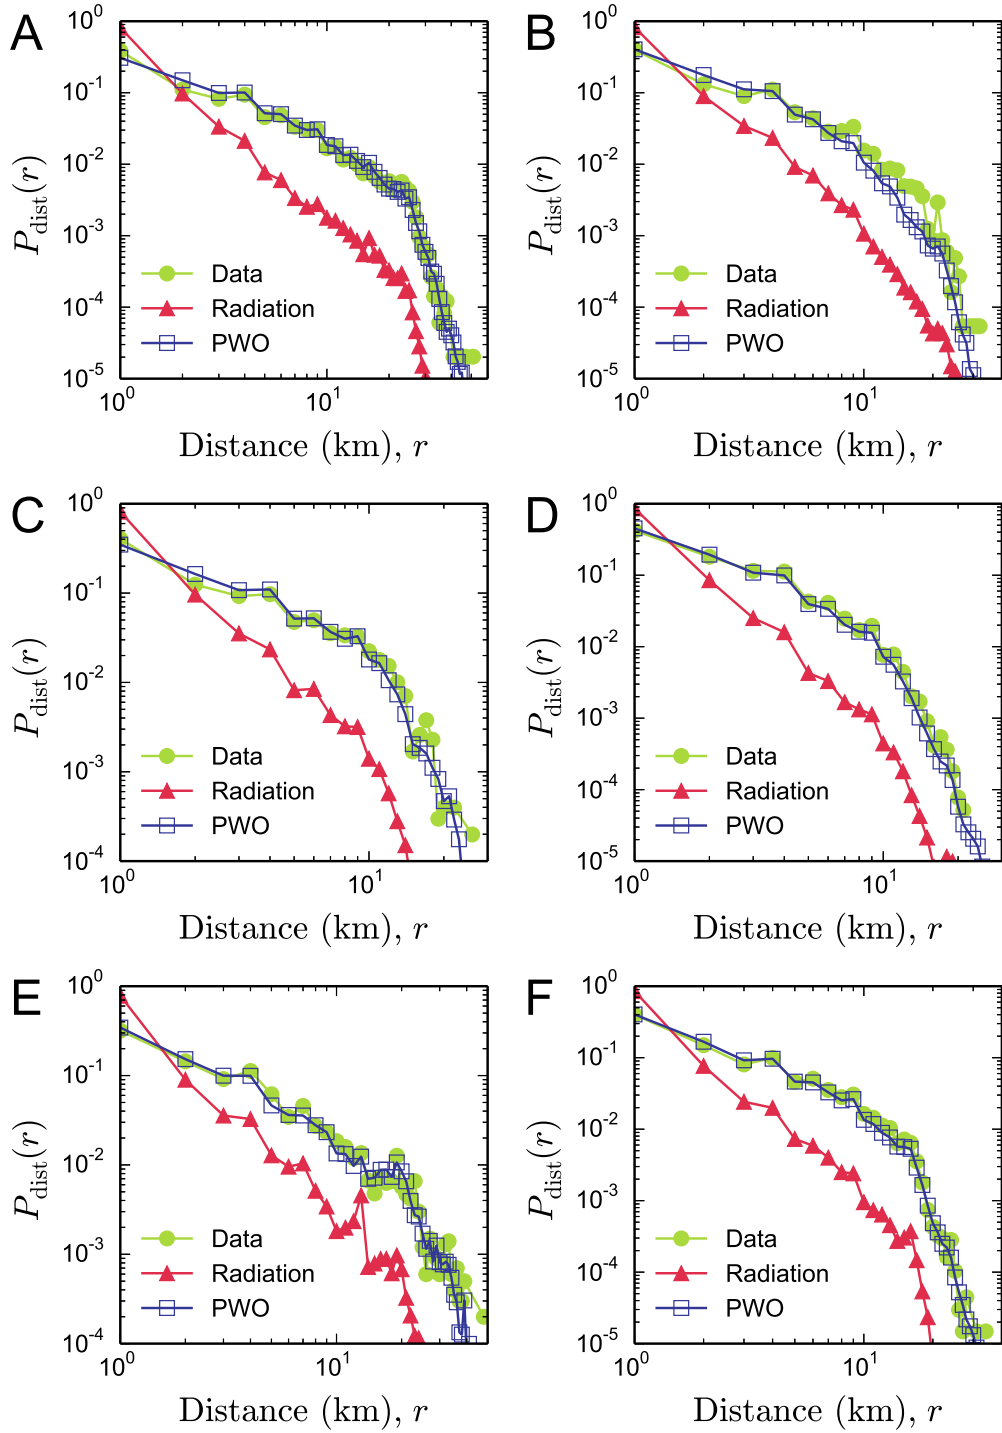 A
10^0
10^-1
10^-2
10^-3
10^-4
10^-5
P_dist(r)
Data
Radiation
PWO
10^0
10^1
Distance (km), r
B
10^0
10^-1
10^-2
10^-3
10^-4
10^-5
P_dist(r)
Data
Radiation
PWO
10^0
10^1
Distance (km), r
C
10^0
10^-1
10^-2
10^-3
10^-4
P_dist(r)
Data
Radiation
PWO
10^1
Distance (km), r
D
10^0
10^-1
10^-2
10^-3
10^-4
10^-5
P_dist(r)
Data
Radiation
PWO
10^0
10^1
Distance (km), r
E
10^0
10^-1
10^-2
10^-3
10^-4
P_dist(r)
Data
Radiation
PWO
10^0
10^1
Distance (km), r
F
10^0
10^-1
10^-2
10^-3
10^-4
10^-5
P_dist(r)
Data
Radiation
PWO
10^0
10^1
Distance (km), r